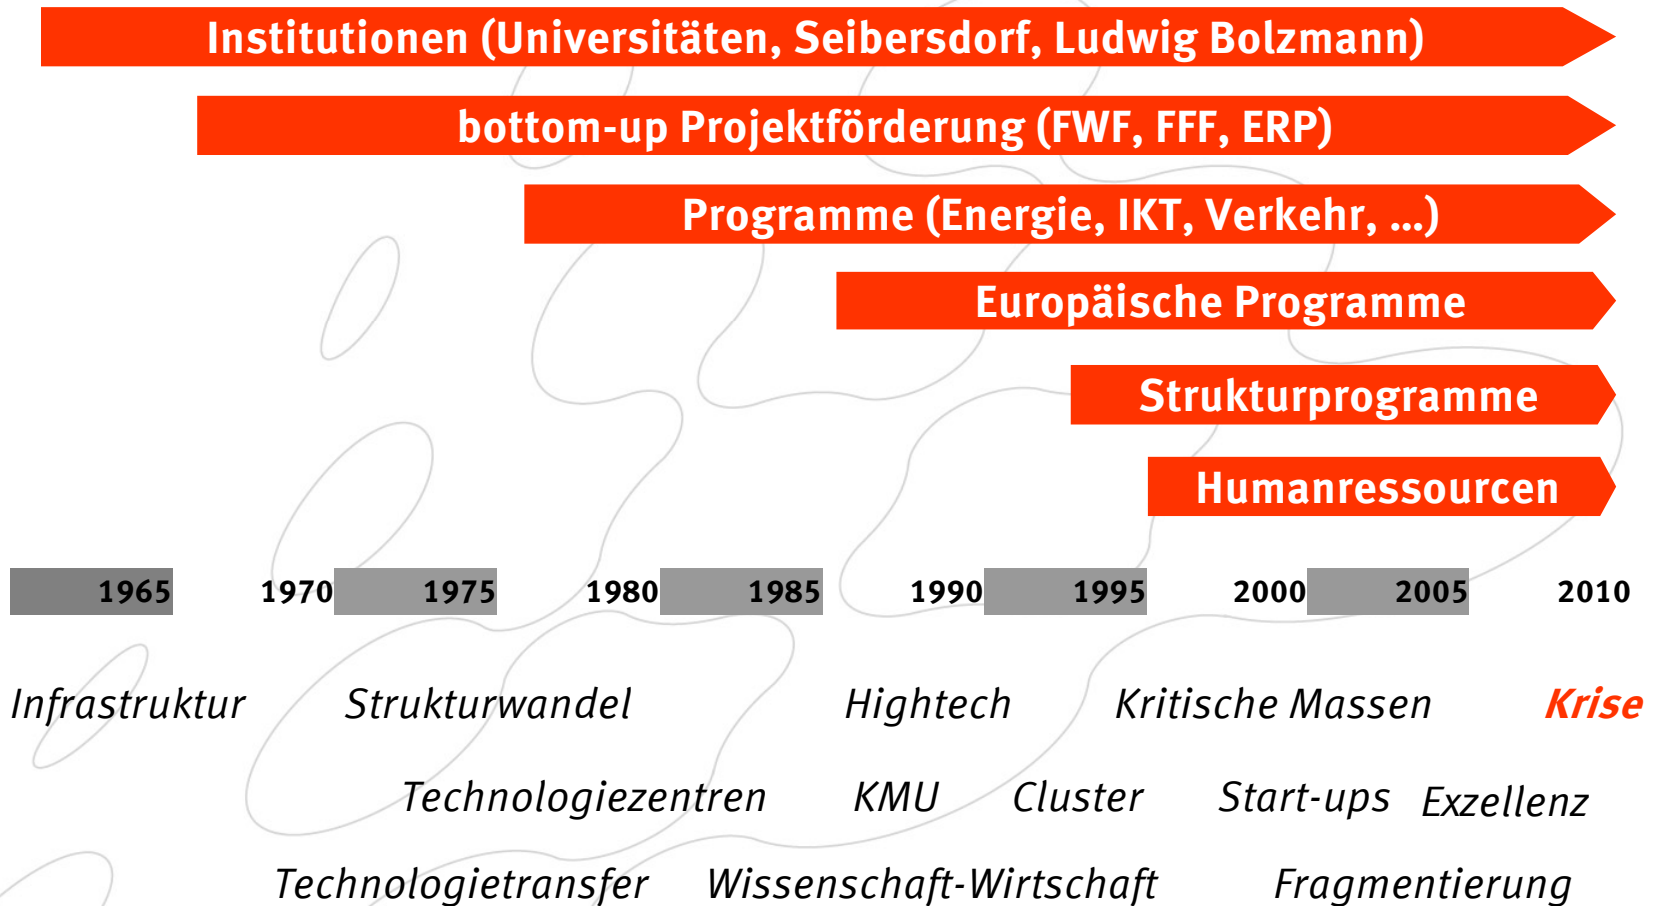 Institutionen (Universitäten, Seibersdorf, Ludwig Bolzmann)
bottom-up Projektförderung (FWF, FFF, ERP)
Programme (Energie, IKT, Verkehr, ...)
Europäische Programme
Strukturprogramme
Humanressourcen
1965 1970 1975 1980 1985 1990 1995 2000 2005 2010
Infrastruktur Strukturwandel Hightech Kritische Massen Krise
Technologiezentren KMU Cluster Start-ups Exzellenz
Technologietransfer Wissenschaft-Wirtschaft Fragmentierung